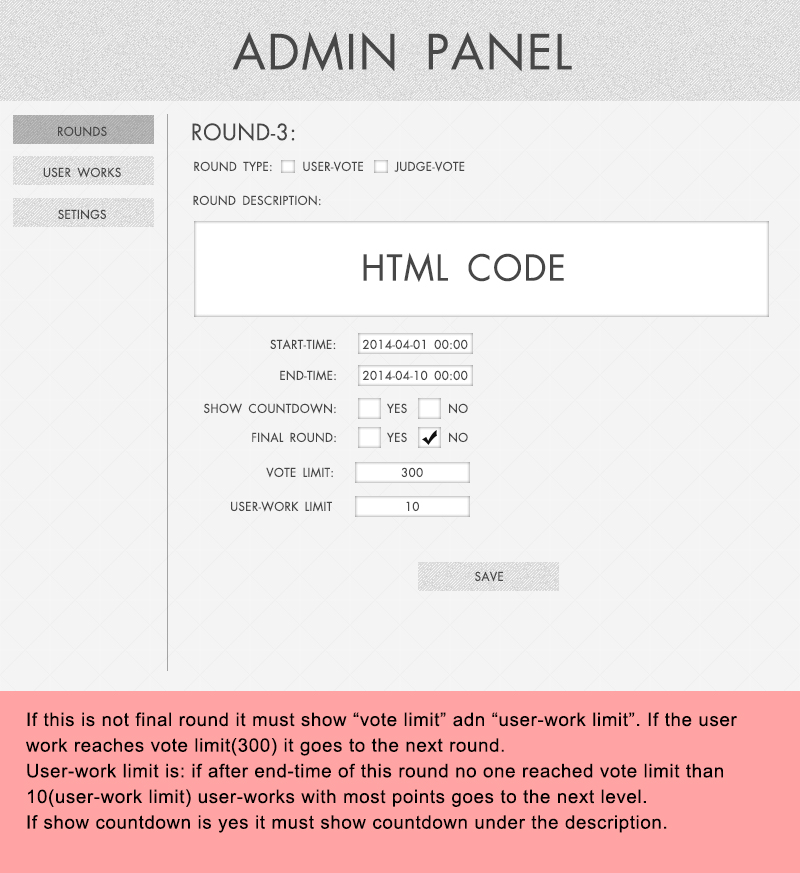 ADMIN PANEL
ROUNDS
USER WORKS
SETINGS
ROUND-3:
ROUND TYPE: USER-VOTE JUDGE-VOTE
ROUND DESCRIPTION:
HTML CODE
START-TIME: 2014-04-01 00:00
END-TIME: 2014-04-10 00:00
SHOW COUNTDOWN: YES NO
FINAL ROUND: YES NO
VOTE LIMIT: 300
USER-WORK LIMIT 10
SAVE
If this is not final round it must show “vote limit” adn “user-work limit”. If the user
work reaches vote limit(300) it goes to the next round.
User-work limit is: if after end-time of this round no one reached vote limit than
10(user-work limit) user-works with most points goes to the next level.
If show countdown is yes it must show countdown under the description.